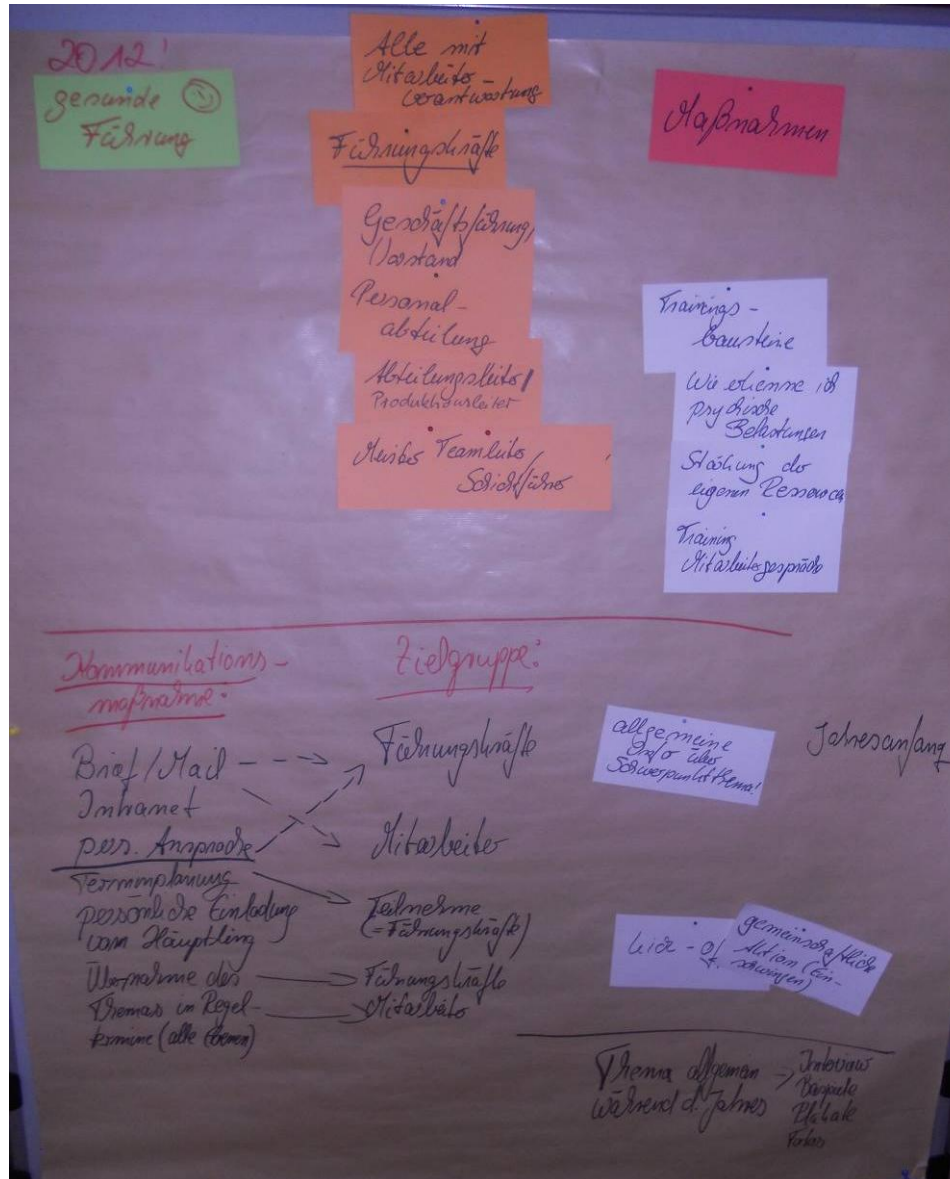 2012!
gesunde
Führung
Alle mit
Mitarbeiter-
verantwortung
Führungskräfte
Geschäftsführung,
Vorstand
Personal-
abteilung
Abteilungsleiter/
Produktionsleiter
Meister Teamleiter/
Schichtführer
Maßnahmen
Trainings-
bausteine
Wie erkenne ich
psychische
Belastungen
Stärkung der
eigenen Ressourcen
Training
Mitarbeitergespräche
Kommunikations-
maßnahme:
Brief/Mail
Intranet
pers. Ansprache
Terminplanung
persönliche Einladung
vom Häuptling
Übernahme des
Themas in Regel-
termine (alle Ebenen)
Zielgruppe:
Führungskräfte
Mitarbeiter
Teilnehmer
(= Führungskräfte)
Führungskräfte
Mitarbeiter
allgemeine
Info über
Schwerpunktthema!
Jahresanfang
kick-off
gemeinschaftliche
Aktion (Ein-
schwingen)
Thema allgemein
während d. Jahres
Interview
Beispiele
Plakate